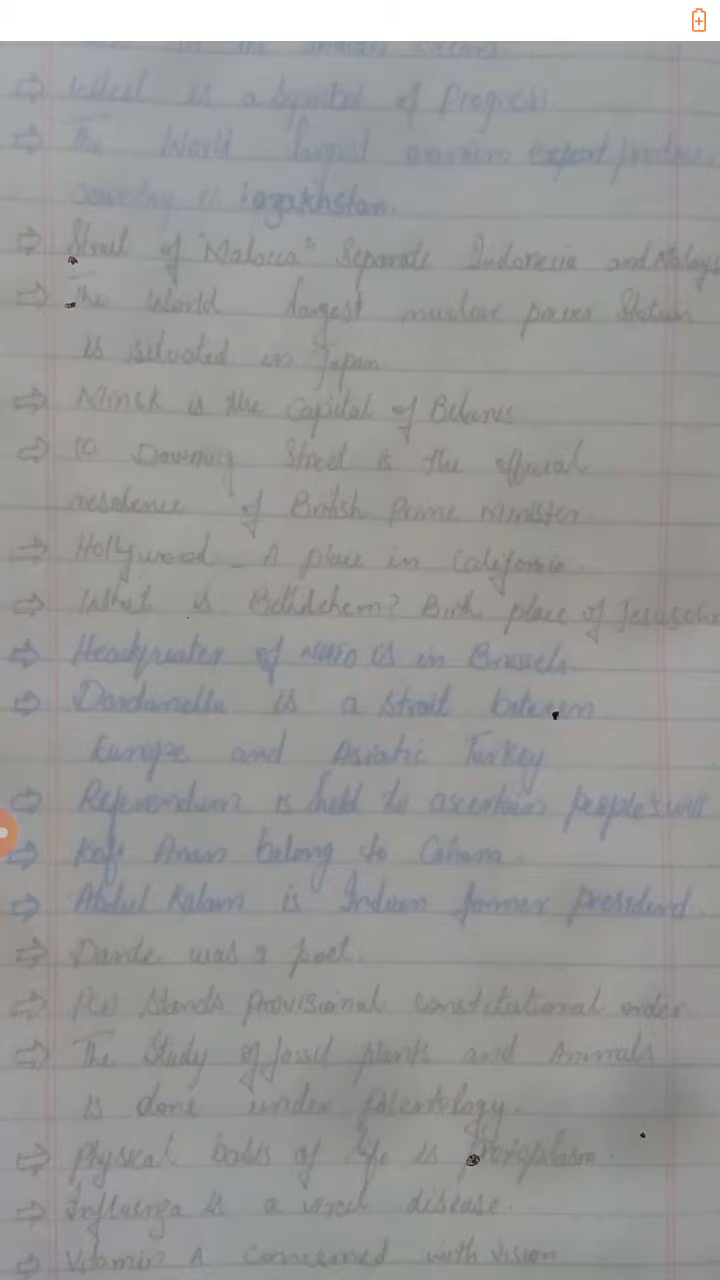 ⇒ Wheel is a Symbol of Progress
⇒ The World largest uranium export produce
country is Kazakhstan.
⇒ Strait of "Malacca" Separate Indonesia and Malays
⇒ The World largest nuclear power Station
is situated in Japan
⇒ Minsk is the Capital of Belarus
⇒ 10 Downing Street is the official
residence of British Prime Minister
⇒ Hollywood _ A place in California.
⇒ What is Bethlehem? Birth place of
⇒ Headquater of NATO is in Brussels.
⇒ Dardanelle is a strait between
Europe and Asiatic Turkey
⇒ Referendum is held to ascertain people's will
⇒ Kofi Anan belong to Ghana.
⇒ Abdul Kalam is Indian former president.
⇒ Dante was a poet.
⇒ PCO Stands Provisional constitutional order
⇒ The Study of fossil plants and Animals
is done under
⇒ Physical basis of life is Protoplasm.
⇒ Influenza is a viral disease.
⇒ Vitamin A Concerned with vision